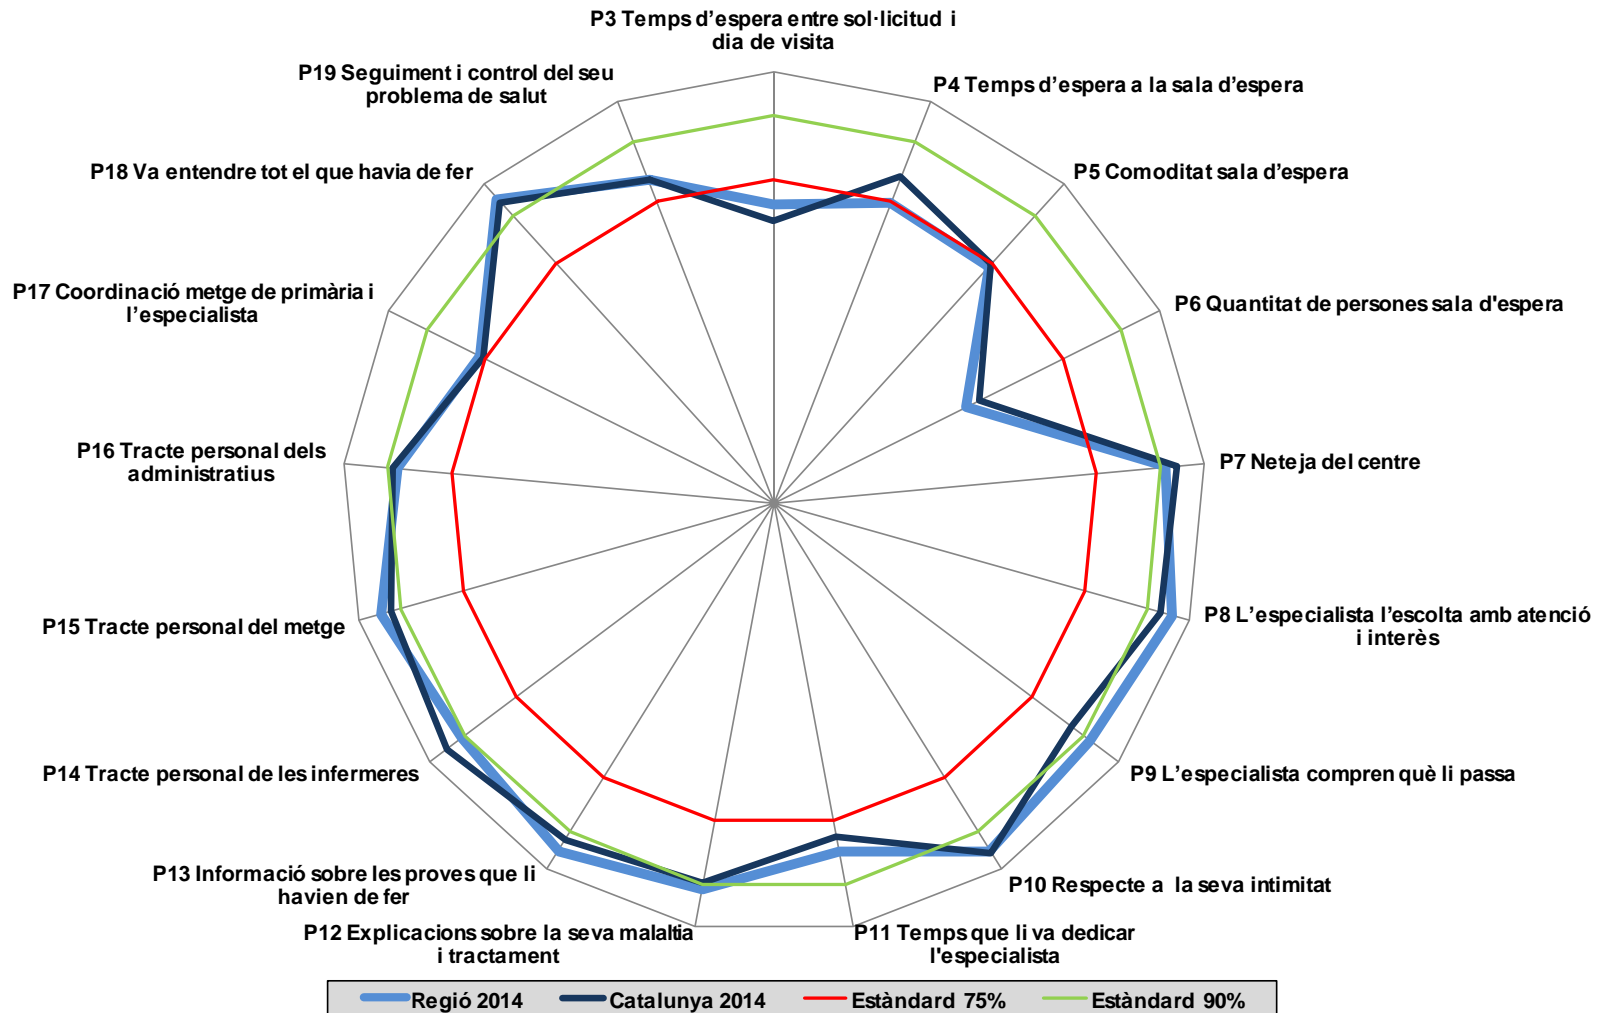 P3 Temps d’espera entre sol·licitud i
dia de visita
P4 Temps d’espera a la sala d’espera
P5 Comoditat sala d’espera
P6 Quantitat de persones sala d'espera
P7 Neteja del centre
P8 L’especialista l’escolta amb atenció
i interès
P9 L’especialista compren què li passa
P10 Respecte a la seva intimitat
P11 Temps que li va dedicar
l'especialista
P12 Explicacions sobre la seva malaltia
i tractament
P13 Informació sobre les proves que li
havien de fer
P14 Tracte personal de les infermeres
P15 Tracte personal del metge
P16 Tracte personal dels
administratius
P17 Coordinació metge de primària i
l’especialista
P18 Va entendre tot el que havia de fer
P19 Seguiment i control del seu
problema de salut
Regió 2014
Catalunya 2014
Estàndard 75%
Estàndard 90%